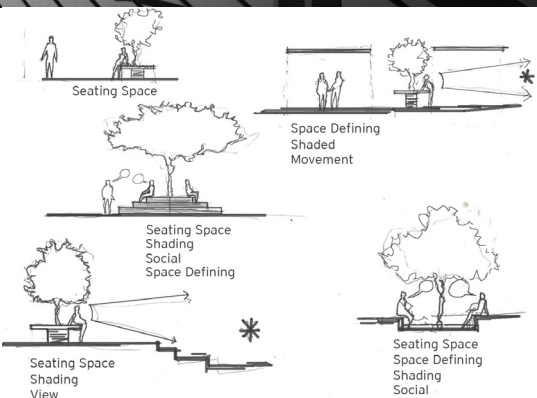 Seating Space
Space Defining
Shaded
Movement
Seating Space
Shading
Social
Space Defining
Seating Space
Shading
View
Seating Space
Space Defining
Shading
Social